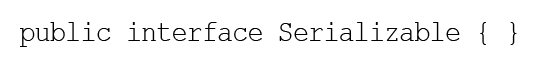 public interface Serializable { }